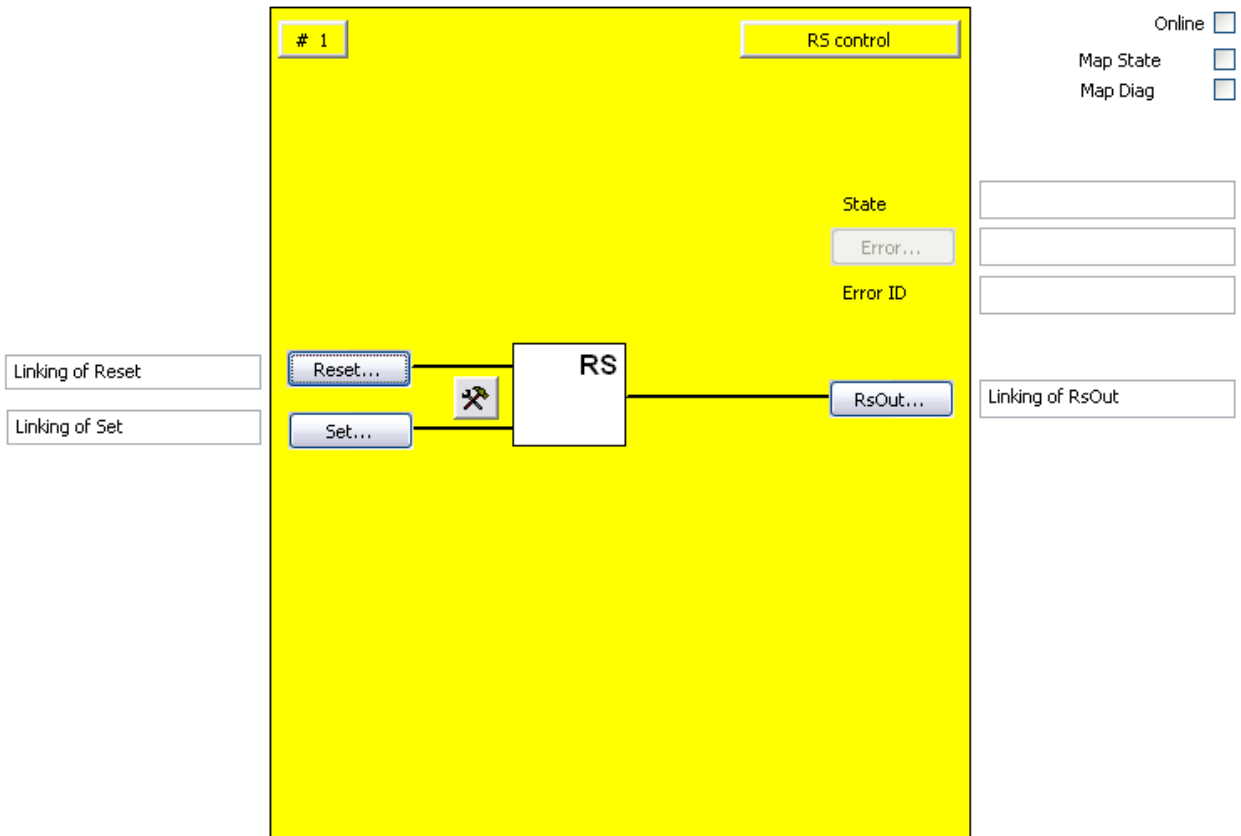 # 1
RS control
Online
Map State
Map Diag
State
Error...
Error ID
Linking of Reset
Reset...
RS
RsOut...
Linking of RsOut
Linking of Set
Set...